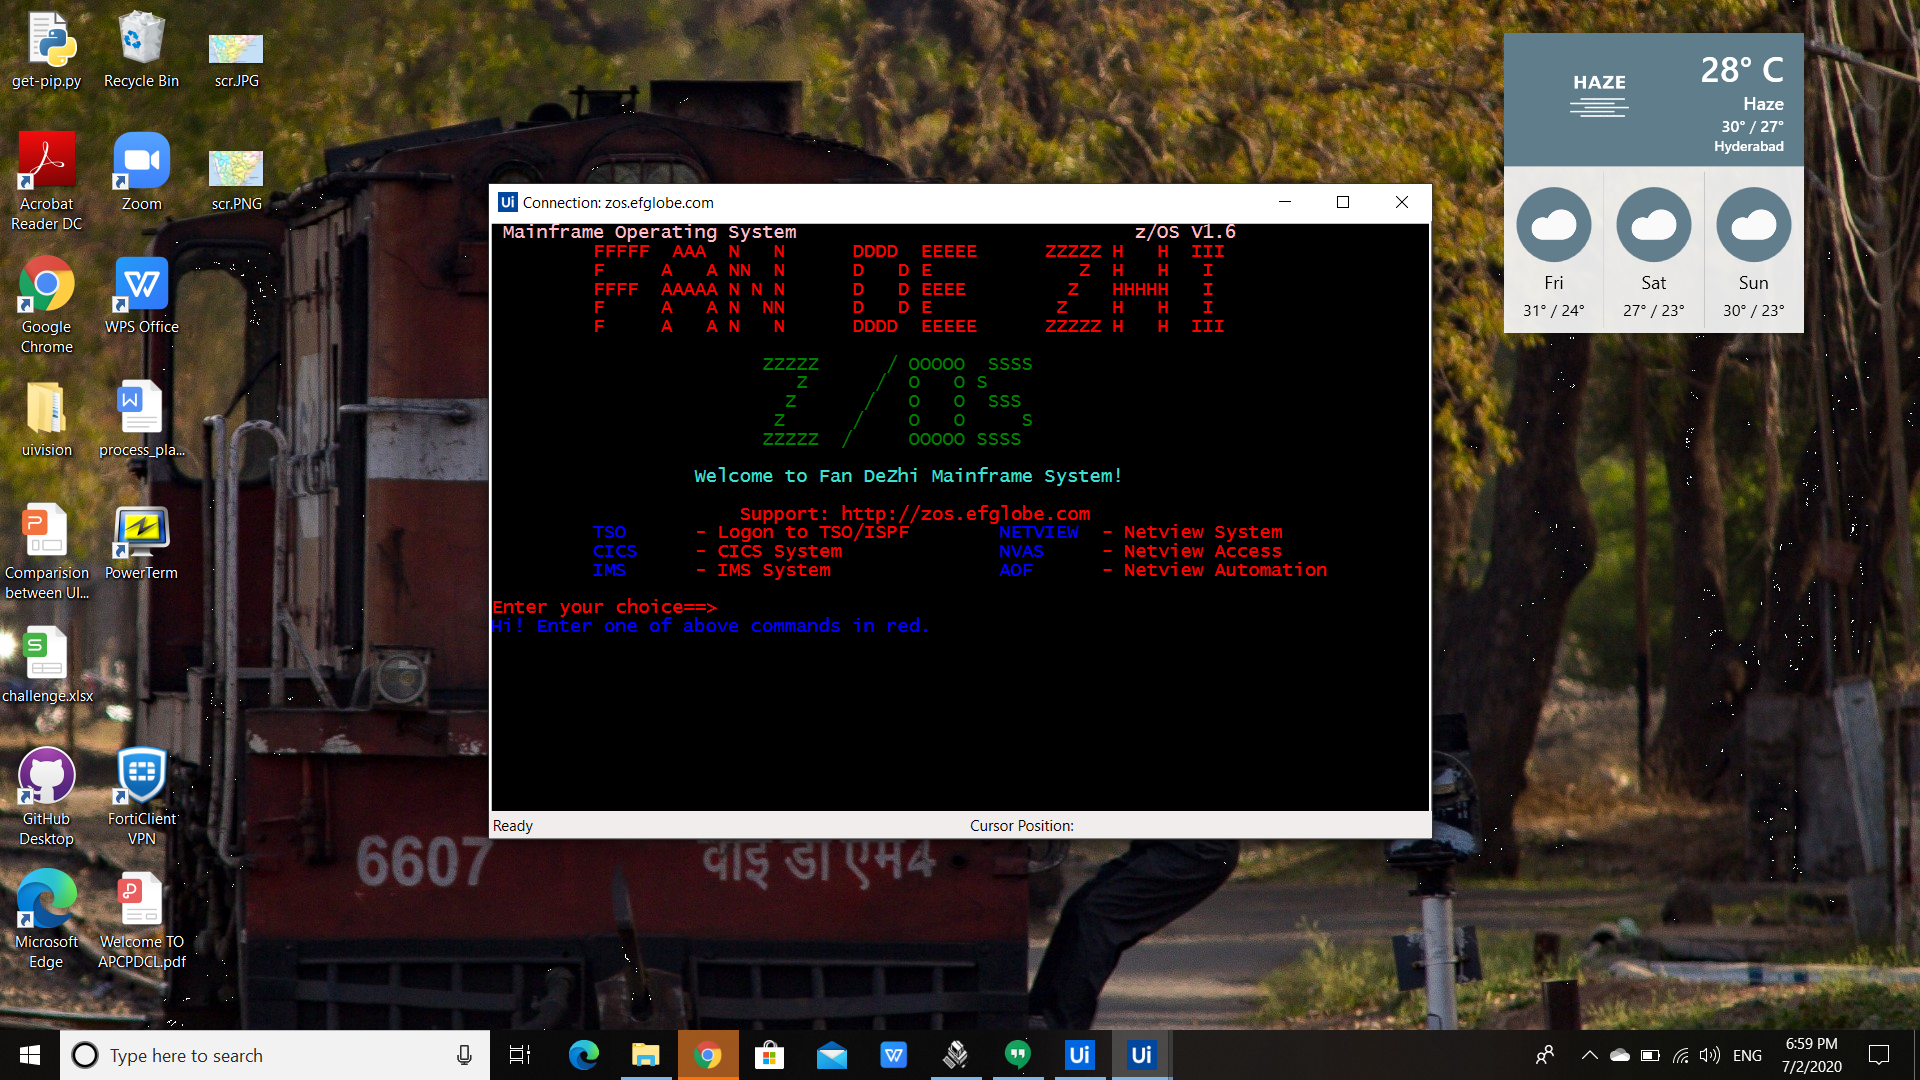 get-pip.py
Recycle Bin
scr.JPG
Acrobat
Reader DC
Zoom
scr.PNG
Google
Chrome
WPS Office
uivision
process_pla...
Comparision
between UI...
PowerTerm
challenge.xlsx
GitHub
Desktop
FortiClient
VPN
Microsoft
Edge
Welcome TO
APCPDCL.pdf
HAZE
28° C
Haze
30° / 27°
Hyderabad
Fri
Sat
Sun
31° / 24°
27° / 23°
30° / 23°
Ui Connection: zos.efglobe.com
Mainframe Operating System z/OS V1.6
FFFFF AAA N N DDDD EEEEE ZZZZZ H H III
F A A NN N D D E Z H H I
FFFF AAAAA N N N D D EEEE Z HHHHH I
F A A N NN D D E Z H H I
F A A N N DDDD EEEEE ZZZZZ H H III
ZZZZZ / OOOOO SSSS
Z / O O S
Z / O O SSS
Z / O O S
ZZZZZ / OOOOO SSSS
Welcome to Fan DeZhi Mainframe System!
Support: http://zos.efglobe.com
TSO - Logon to TSO/ISPF NETVIEW - Netview System
CICS - CICS System NVAS - Netview Access
IMS - IMS System AOF - Netview Automation
Enter your choice==>
Hi! Enter one of above commands in red.
Ready
Cursor Position:
6607
वाई डी एम4
Type here to search
Ui
Ui
ENG
6:59 PM
7/2/2020